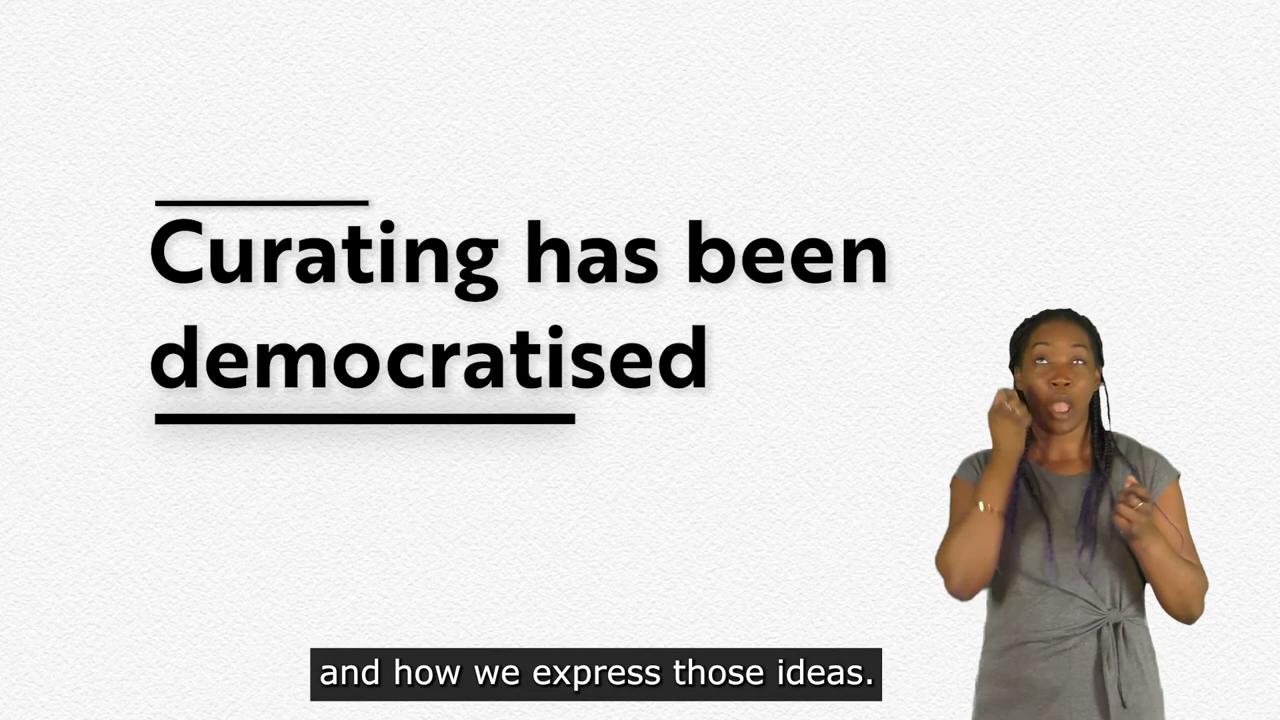 Curating has been
democratised
and how we express those ideas.